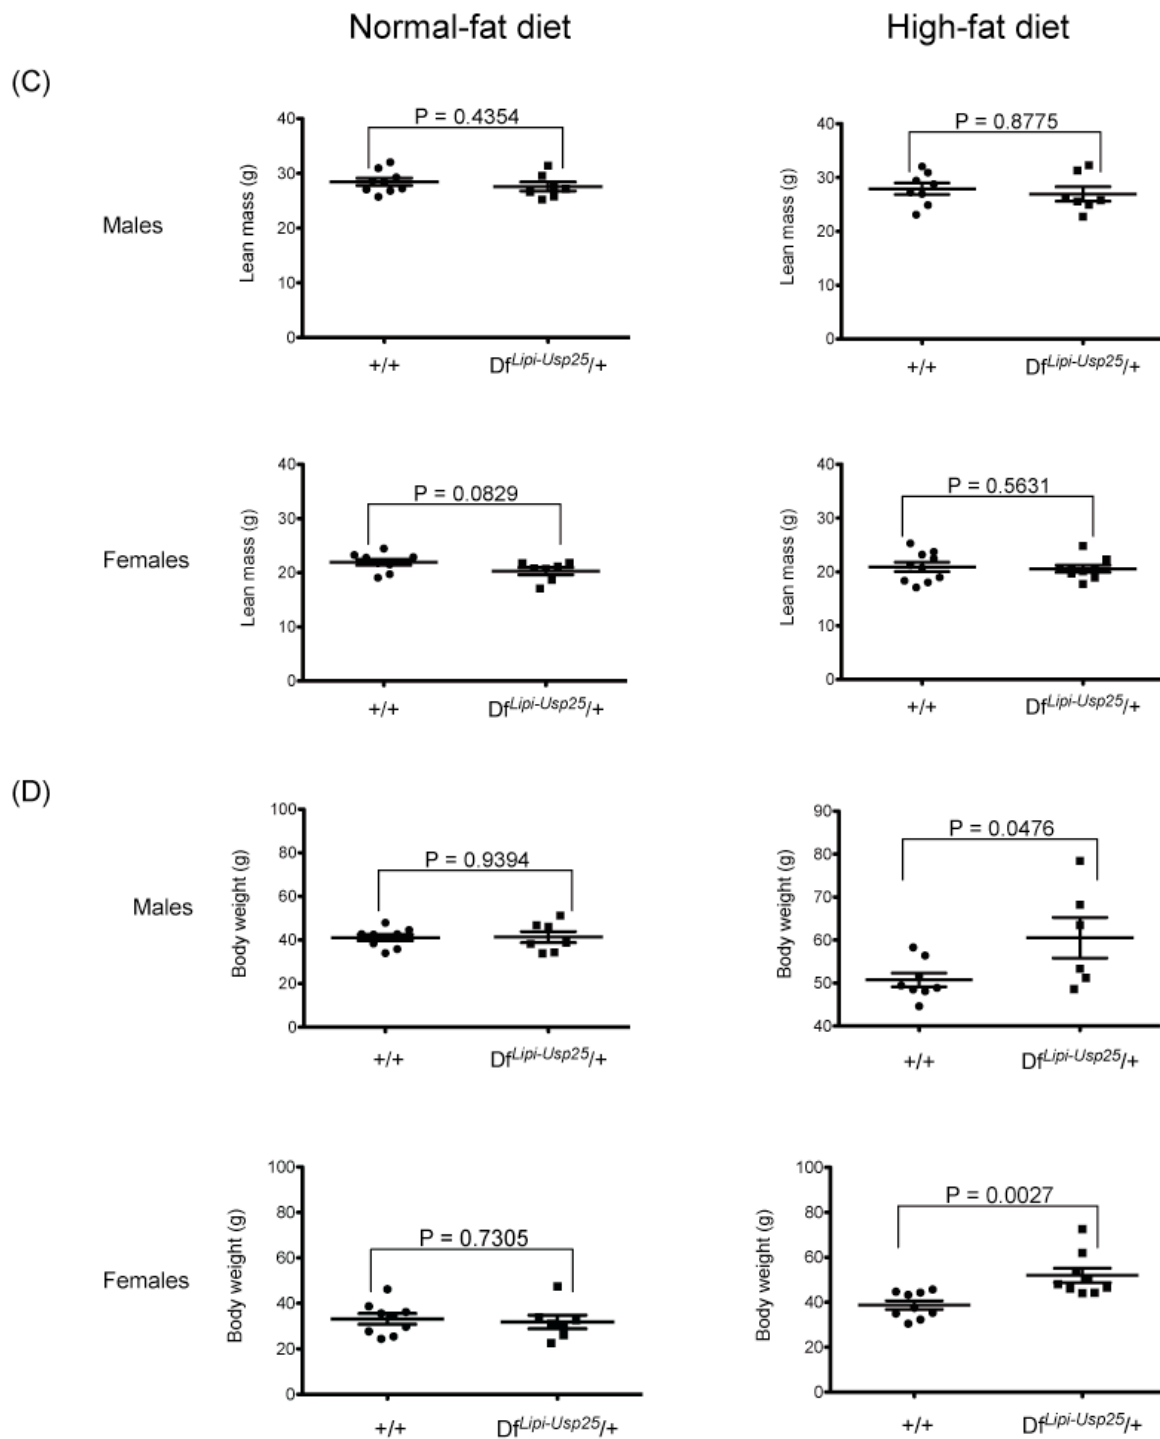 Normal-fat diet High-fat diet
(C)
Males
P = 0.4354
Lean mass (g)
40
30
20
10
0
+/+ Df^Lipi-Usp25/+
P = 0.8775
Lean mass (g)
40
30
20
10
0
+/+ Df^Lipi-Usp25/+
Females
P = 0.0829
Lean mass (g)
40
30
20
10
0
+/+ Df^Lipi-Usp25/+
P = 0.5631
Lean mass (g)
40
30
20
10
0
+/+ Df^Lipi-Usp25/+
(D)
Males
P = 0.9394
Body weight (g)
100
80
60
40
20
0
+/+ Df^Lipi-Usp25/+
P = 0.0476
Body weight (g)
90
80
70
60
50
40
+/+ Df^Lipi-Usp25/+
Females
P = 0.7305
Body weight (g)
100
80
60
40
20
0
+/+ Df^Lipi-Usp25/+
P = 0.0027
Body weight (g)
100
80
60
40
20
0
+/+ Df^Lipi-Usp25/+